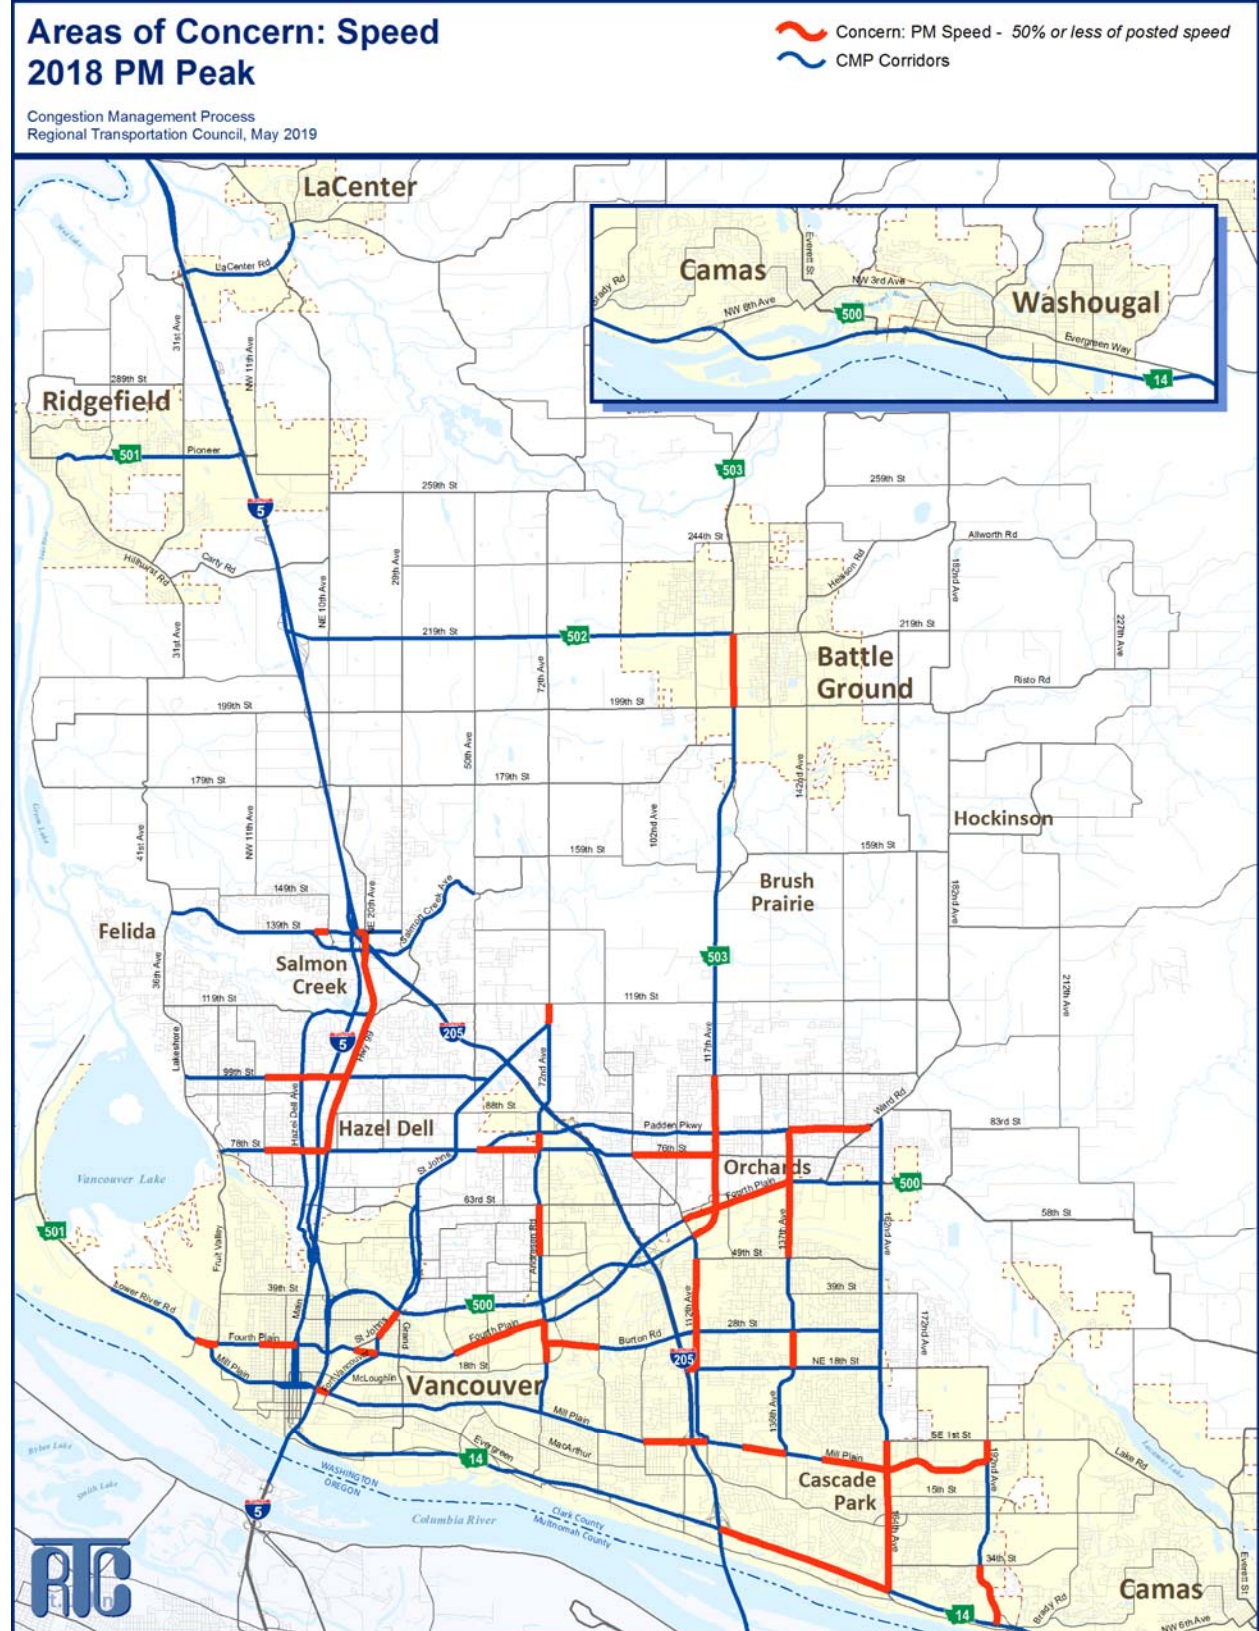 Areas of Concern: Speed
2018 PM Peak
Congestion Management Process
Regional Transportation Council, May 2019
Concern: PM Speed - 50% or less of posted speed
CMP Corridors
LaCenter
LaCenter Rd
31st Ave
NW 11th Ave
289th St
Ridgefield
501
Pioneer
5
Hillhurst Rd
Carty Rd
31st Ave
NE 10th Ave
29th Ave
259th St
Camas
Everett St
Brady Rd
NW 6th Ave
NW 3rd Ave
500
Washougal
Evergreen Way
14
503
259th St
244th St
Allworth Rd
Heisson Rd
182nd Ave
227th Ave
219th St
502
219th St
72nd Ave
Battle
Ground
Risto Rd
199th St
199th St
50th Ave
179th St
179th St
142nd Ave
102nd Ave
Hockinson
Green Lake
41st Ave
NW 11th Ave
159th St
159th St
149th St
NE 20th Ave
Salmon Creek Ave
Brush
Prairie
182nd Ave
Felida
139th St
Salmon
Creek
36th Ave
503
212th Ave
119th St
119th St
Lakeshore
5
Hwy 99
205
117th Ave
72nd Ave
99th St
Hazel Dell Ave
88th St
Ward Rd
Hazel Dell
Padden Pkwy
83rd St
78th St
76th St
St Johns
Orchards
Vancouver Lake
Fourth Plain
500
63rd St
501
58th St
Fruit Valley
Andresen Rd
137th Ave
162nd Ave
49th St
39th St
39th St
Lower River Rd
Main
500
112th Ave
St Johns
Grand
Fourth Plain
Fourth Plain
Burton Rd
28th St
172nd Ave
18th St
205
NE 18th St
Mill Plain
Fort Vancouver
McLoughlin
Vancouver
136th Ave
Mill Plain
SE 1st St
Evergreen
MacArthur
Mill Plain
192nd Ave
Lake Rd
Lacamas Lake
14
WASHINGTON
OREGON
Cascade
Park
15th St
Smith Lake
5
Columbia River
Clark County
Multnomah County
164th Ave
34th St
RTC
Camas
Everett St
14
Brady Rd
NW 6th Ave